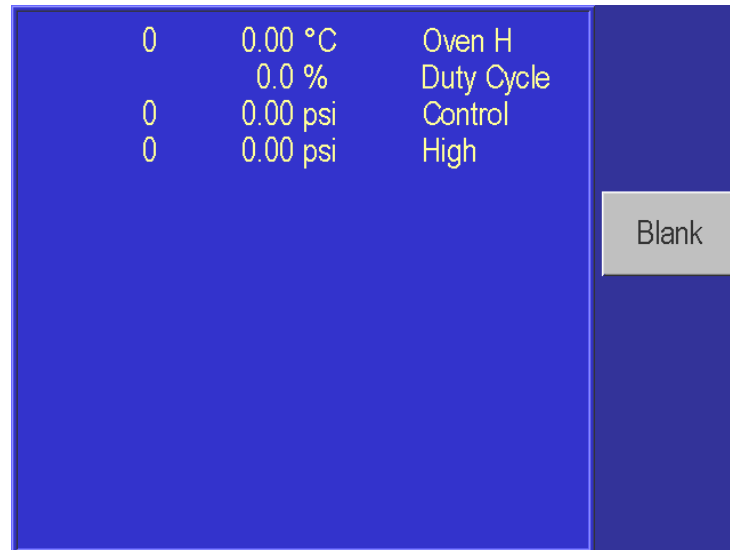 0 0.00 °C Oven H
0.0 % Duty Cycle
0 0.00 psi Control
0 0.00 psi High
Blank